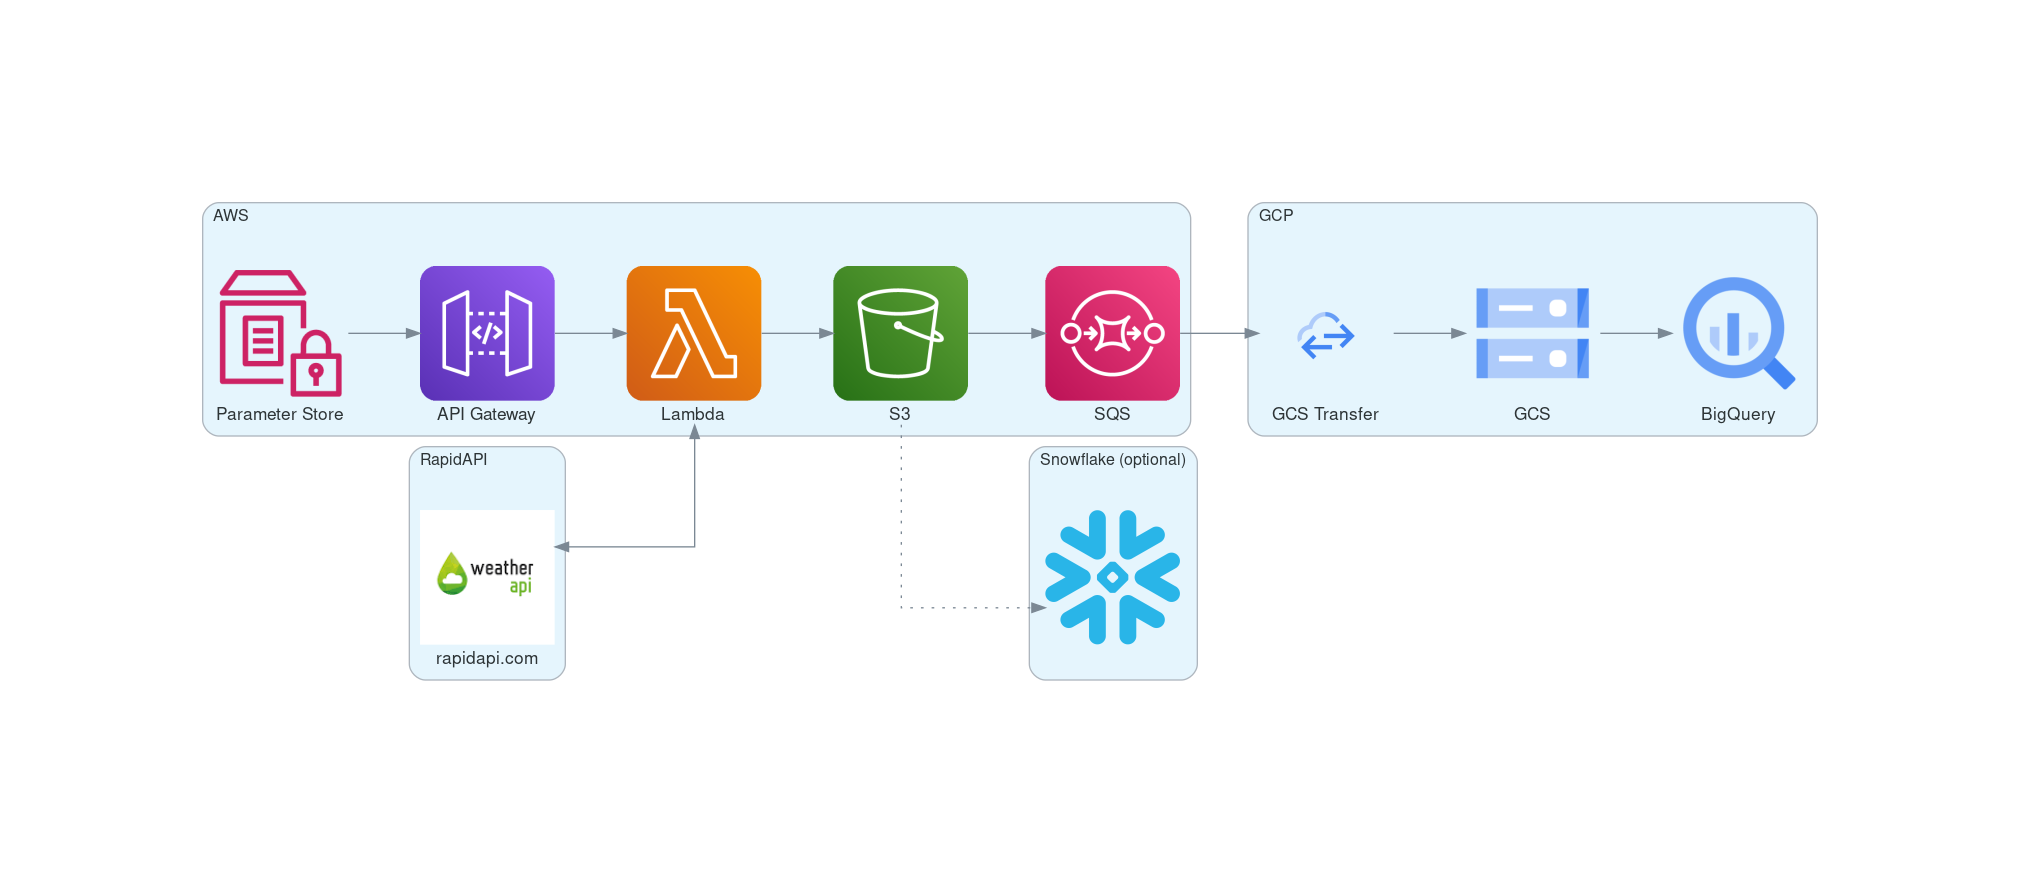 AWS
GCP
</>
Parameter Store
API Gateway
Lambda
S3
SQS
GCS Transfer
GCS
BigQuery
RapidAPI
Snowflake (optional)
weather
api
rapidapi.com